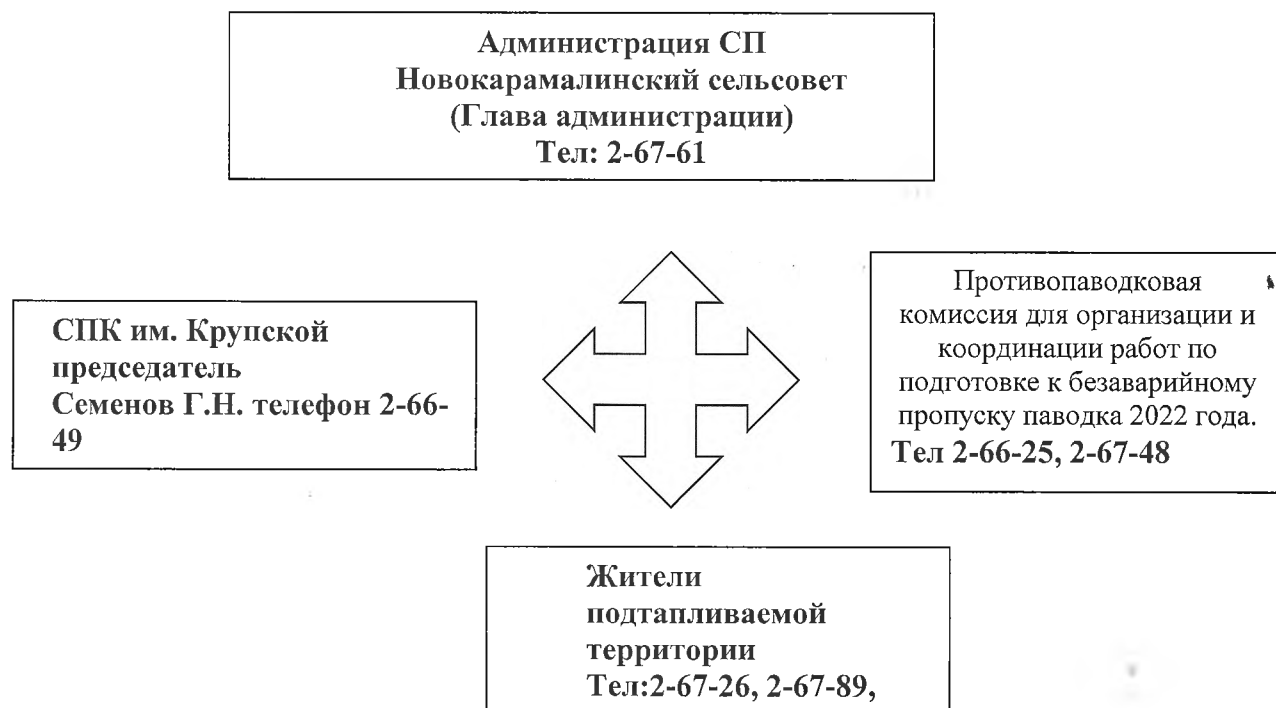 Администрация СП
Новокарамалинский сельсовет
(Глава администрации)
Тел: 2-67-61
СПК им. Крупской
председатель
Семенов Г.Н. телефон 2-66-
49
Противопаводковая
комиссия для организации и
координации работ по
подготовке к безаварийному
пропуску паводка 2022 года.
Тел 2-66-25, 2-67-48
Жители
подтапливаемой
территории
Тел:2-67-26, 2-67-89,